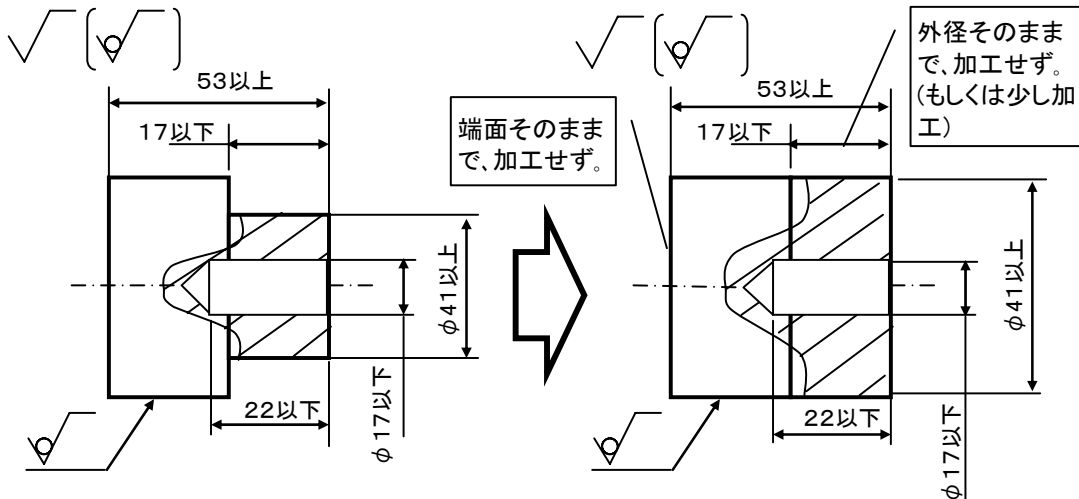 53以上
17以下
φ41以上
φ17以下
22以下
端面そのまま
で、加工せず。
53以上
17以下
外径そのまま
で、加工せず。
(もしくは少し加
工)
φ41以上
φ17以下
22以下